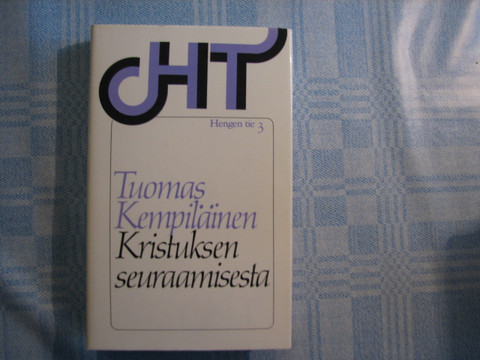 HT
Hengen tie 3
Tuomas
Kempiläinen
Kristuksen
seuraamisesta